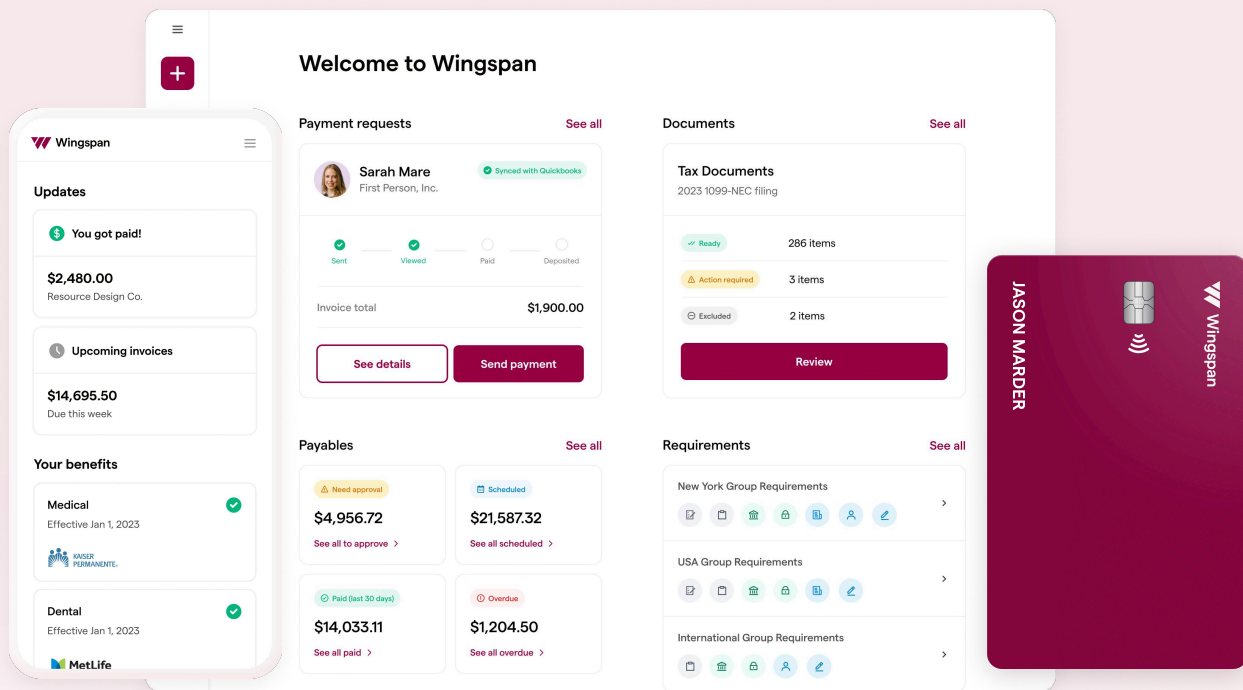 Welcome to Wingspan
Wingspan
Updates
You got paid!
$2,480.00
Resource Design Co.
Upcoming invoices
$14,695.50
Due this week
Your benefits
Medical
Effective Jan 1, 2023
KAISER
PERMANENTE®
Dental
Effective Jan 1, 2023
MetLife
Payment requests
See all
Sarah Mare
First Person, Inc.
Synced with Quickbooks
Sent
Viewed
Paid
Deposited
Invoice total
$1,900.00
See details
Send payment
Documents
See all
Tax Documents
2023 1099-NEC filing
Ready
286 items
Action required
3 items
Excluded
2 items
Review
Payables
See all
Need approval
$4,956.72
See all to approve
Scheduled
$21,587.32
See all scheduled
Paid (last 30 days)
$14,033.11
See all paid
Overdue
$1,204.50
See all overdue
Requirements
See all
New York Group Requirements
USA Group Requirements
International Group Requirements
JASON MARDER
Wingspan